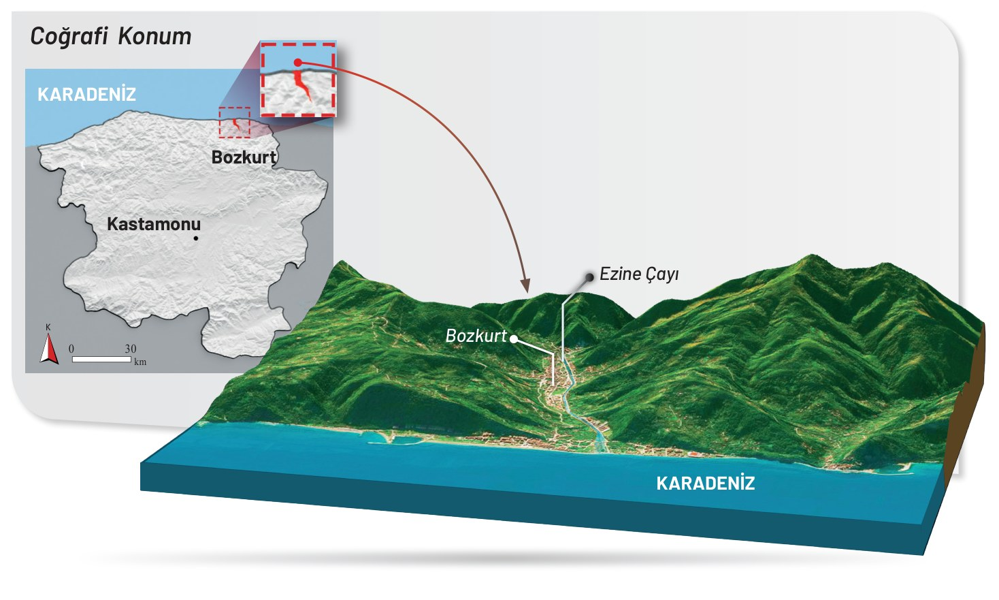 Coğrafi Konum
KARADENİZ
Bozkurt
Kastamonu
K
0 30
km
Ezine Çayı
Bozkurt
KARADENİZ